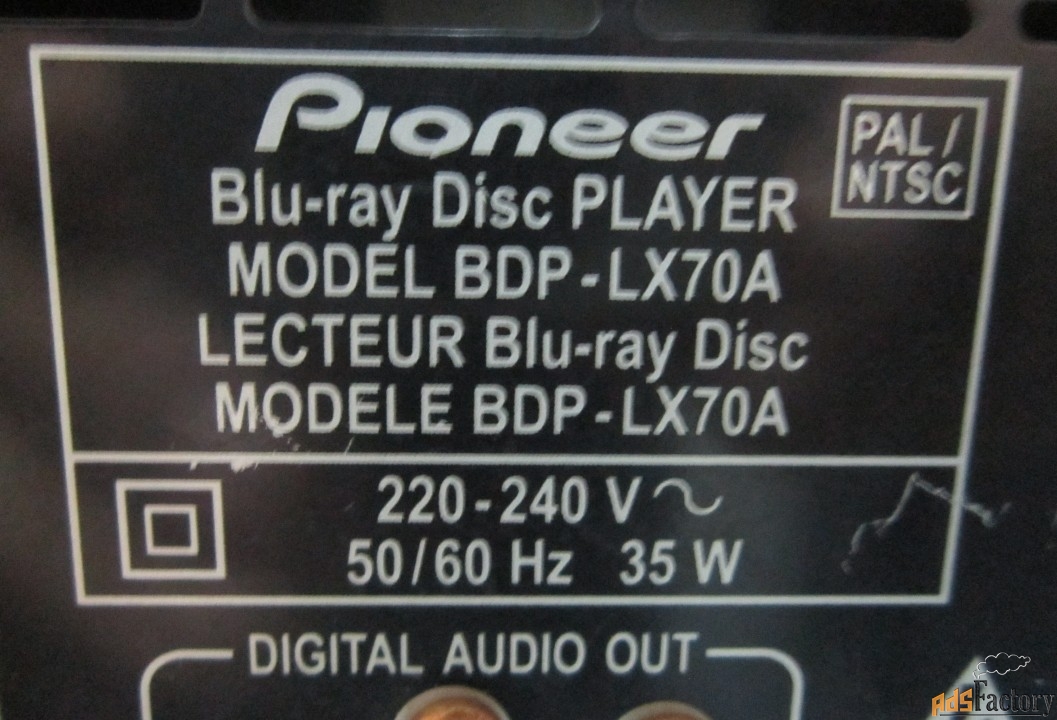 Pioneer
PAL /
NTSC
Blu-ray Disc PLAYER
MODEL BDP-LX70A
LECTEUR Blu-ray Disc
MODELE BDP-LX70A
220-240 V ~
50/60 Hz 35 W
DIGITAL AUDIO OUT
AdsFactory